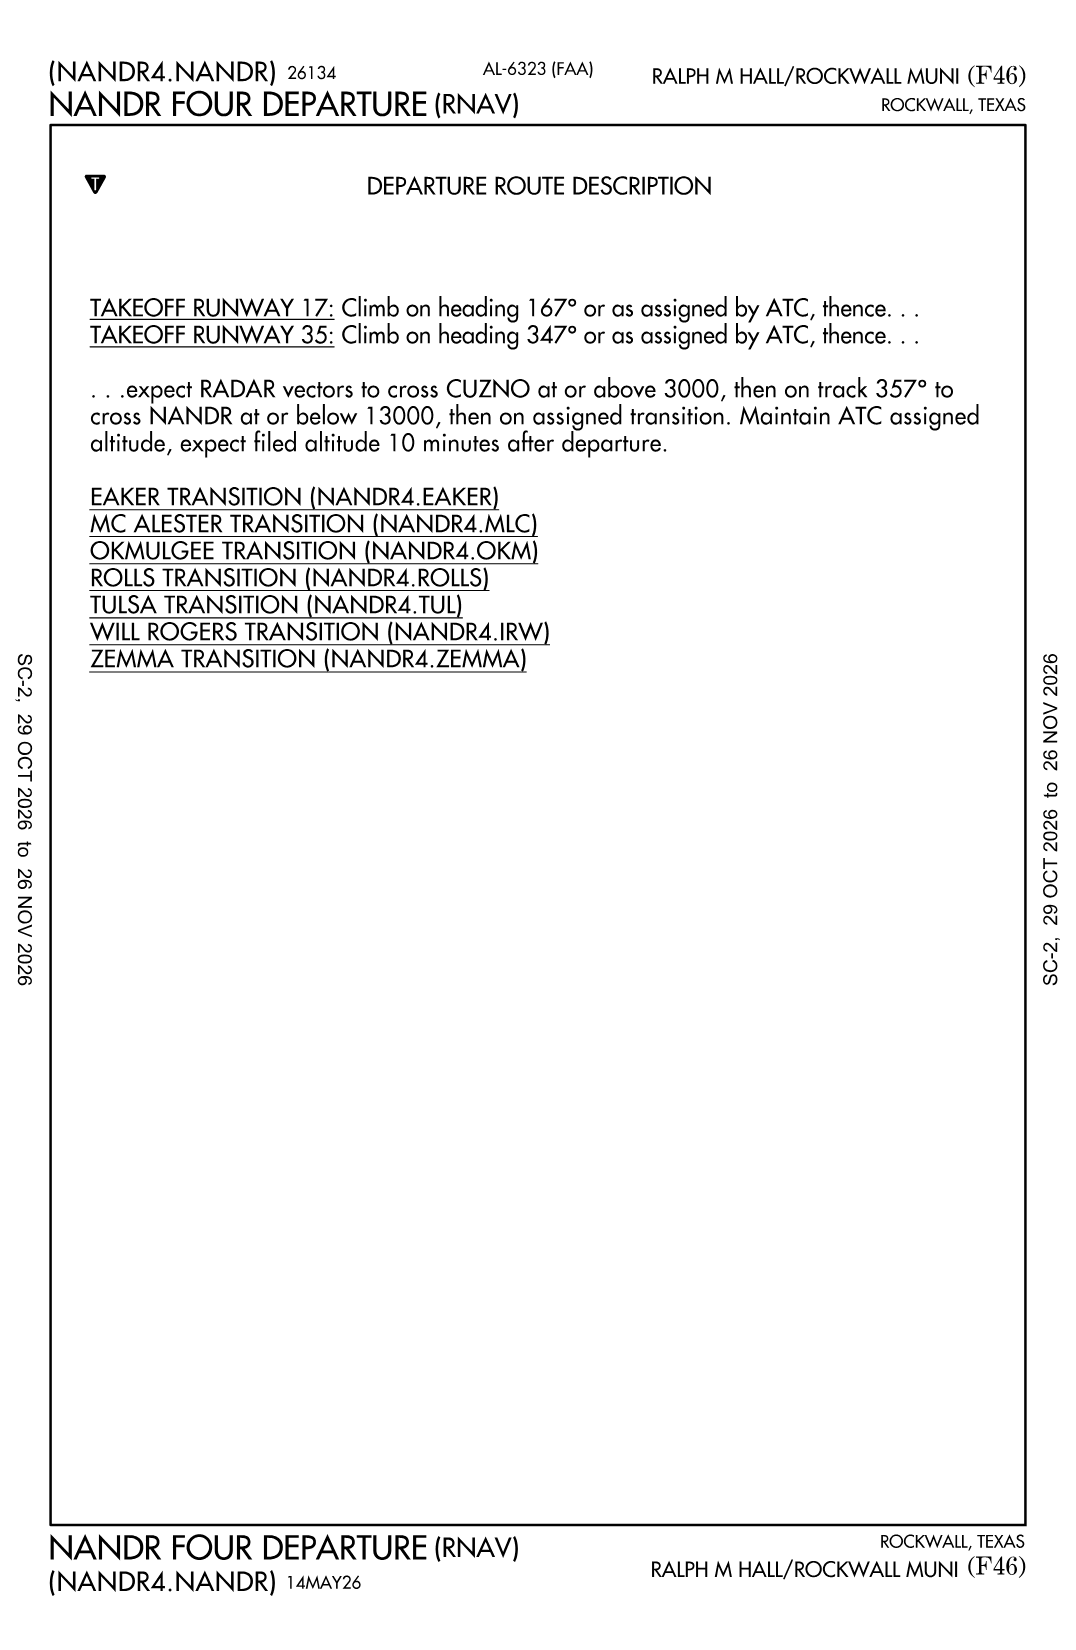 (NANDR4.NANDR) 26134
AL-6323 (FAA)
RALPH M HALL/ROCKWALL MUNI (F46)
NANDR FOUR DEPARTURE (RNAV)
ROCKWALL, TEXAS
T
DEPARTURE ROUTE DESCRIPTION
TAKEOFF RUNWAY 17: Climb on heading 167° or as assigned by ATC, thence. . .
TAKEOFF RUNWAY 35: Climb on heading 347° or as assigned by ATC, thence. . .
. . .expect RADAR vectors to cross CUZNO at or above 3000, then on track 357° to
cross NANDR at or below 13000, then on assigned transition. Maintain ATC assigned
altitude, expect filed altitude 10 minutes after departure.
EAKER TRANSITION (NANDR4.EAKER)
MC ALESTER TRANSITION (NANDR4.MLC)
OKMULGEE TRANSITION (NANDR4.OKM)
ROLLS TRANSITION (NANDR4.ROLLS)
TULSA TRANSITION (NANDR4.TUL)
WILL ROGERS TRANSITION (NANDR4.IRW)
ZEMMA TRANSITION (NANDR4.ZEMMA)
SC-2, 29 OCT 2026 to 26 NOV 2026
SC-2, 29 OCT 2026 to 26 NOV 2026
NANDR FOUR DEPARTURE (RNAV)
ROCKWALL, TEXAS
(NANDR4.NANDR) 14MAY26
RALPH M HALL/ROCKWALL MUNI (F46)